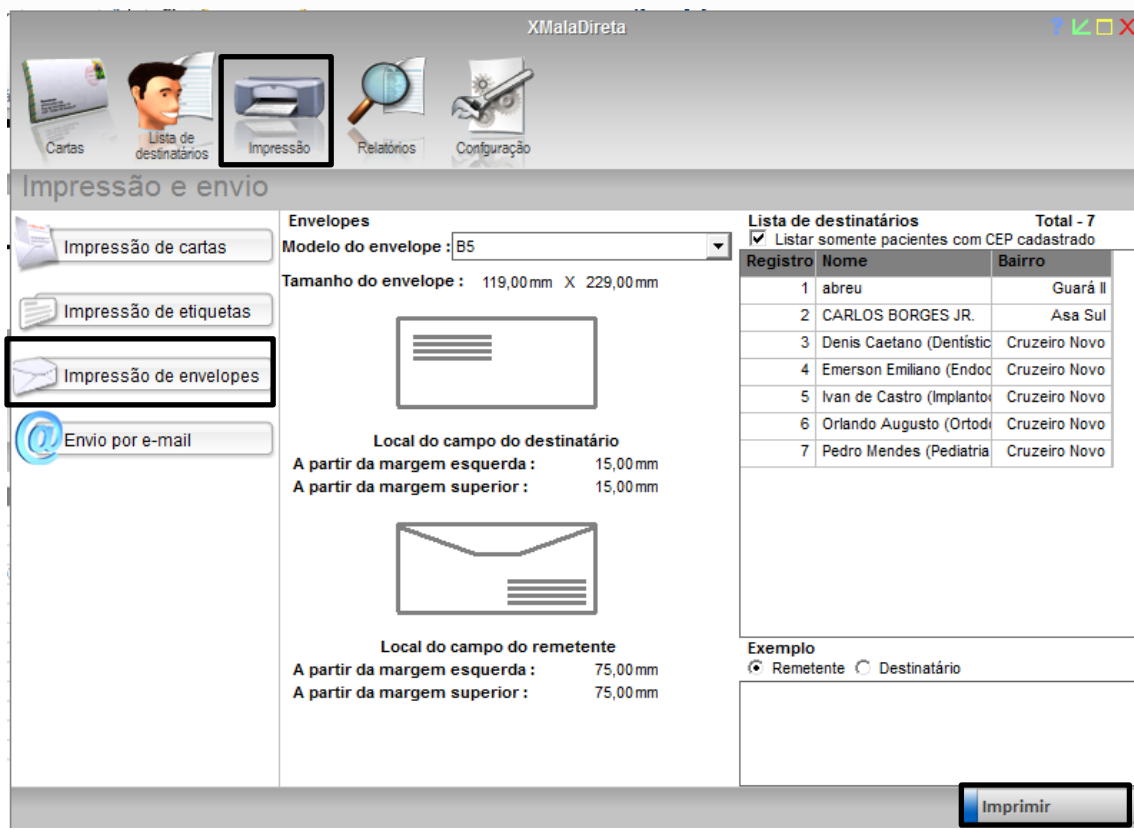 XMalaDireta
?
Cartas
Lista de
destinatários
Impressão
Relatórios
Confguração
Impressão e envio
Impressão de cartas
Impressão de etiquetas
Impressão de envelopes
@ Envio por e-mail
Envelopes
Modelo do envelope : B5
Tamanho do envelope : 119,00 mm X 229,00 mm
Local do campo do destinatário
A partir da margem esquerda : 15,00 mm
A partir da margem superior : 15,00 mm
Local do campo do remetente
A partir da margem esquerda : 75,00 mm
A partir da margem superior : 75,00 mm
Lista de destinatários Total - 7
Listar somente pacientes com CEP cadastrado
Registro Nome Bairro
1 abreu Guará II
2 CARLOS BORGES JR. Asa Sul
3 Denis Caetano (Dentístic Cruzeiro Novo
4 Emerson Emiliano (Endoc Cruzeiro Novo
5 Ivan de Castro (Implantoc Cruzeiro Novo
6 Orlando Augusto (Ortodo Cruzeiro Novo
7 Pedro Mendes (Pediatria Cruzeiro Novo
Exemplo
Remetente Destinatário
Imprimir